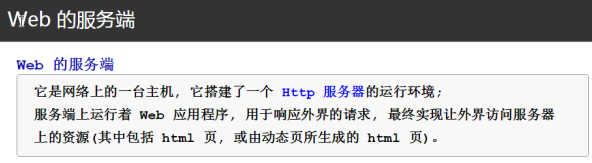 Web 的服务端
Web 的服务端
它是网络上的一台主机，它搭建了一个 Http 服务器的运行环境；
服务端上运行着 Web 应用程序，用于响应外界的请求，最终实现让外界访问服务器
上的资源(其中包括 html 页，或由动态页所生成的 html 页)。